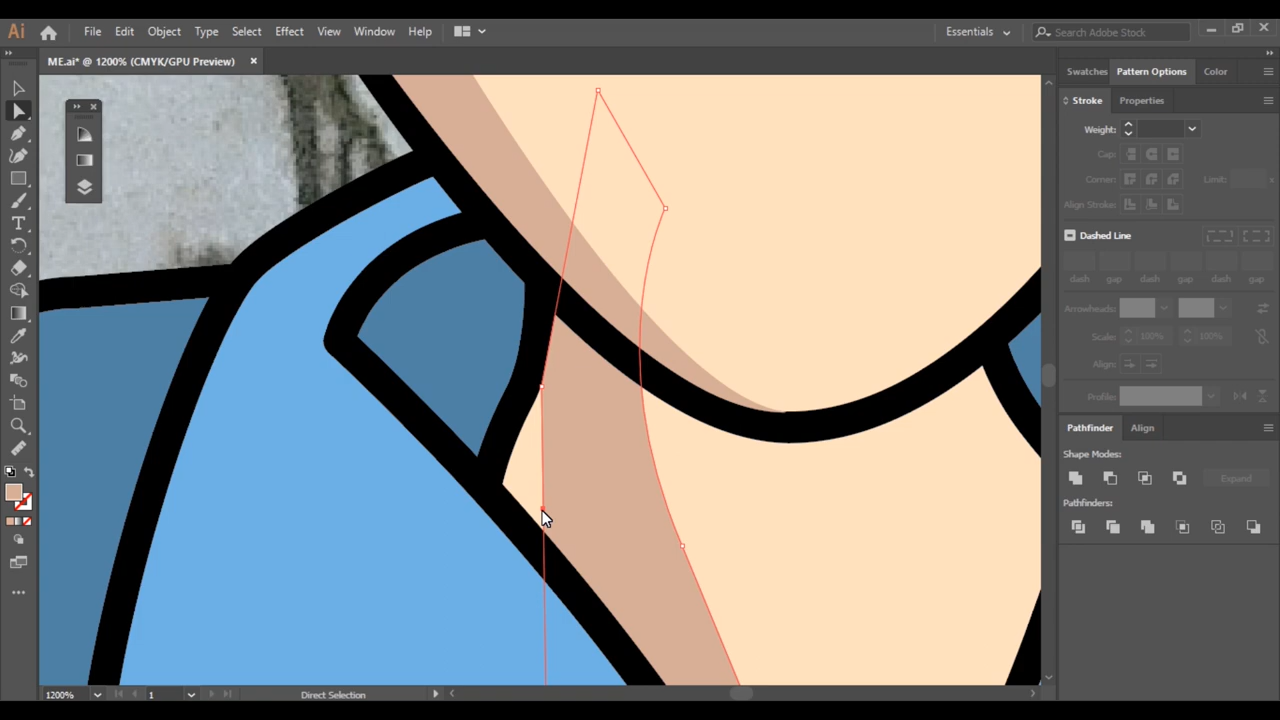 Ai File Edit Object Type Select Effect View Window Help Essentials Search Adobe Stock
ME.ai* @ 1200% (CMYK/GPU Preview) ×
Swatches Pattern Options Color
Stroke Properties
Weight:
Cap:
Corner: Limit:
Align Stroke:
Dashed Line
dash gap dash gap dash gap
Arrowheads:
Scale: 100% 100%
Align:
Profile:
Pathfinder Align
Shape Modes:
Expand
Pathfinders:
1200% 1 Direct Selection